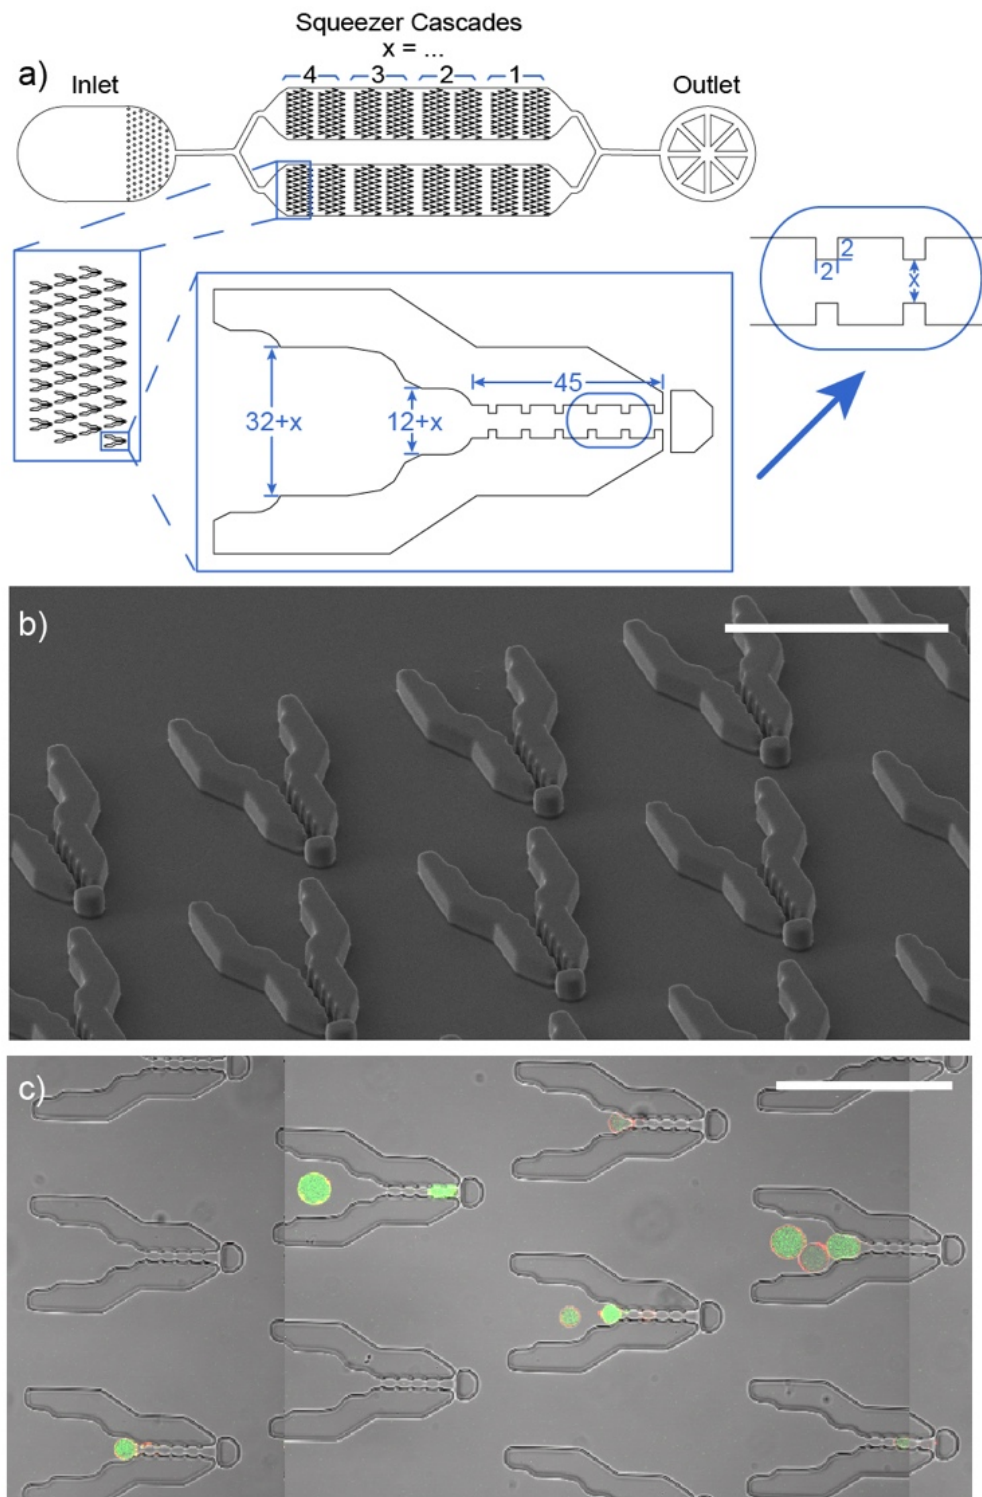 Squeezer Cascades
x = ...
a)
Inlet
4
3
2
1
Outlet
2
2
x
45
32+x
12+x
b)
c)